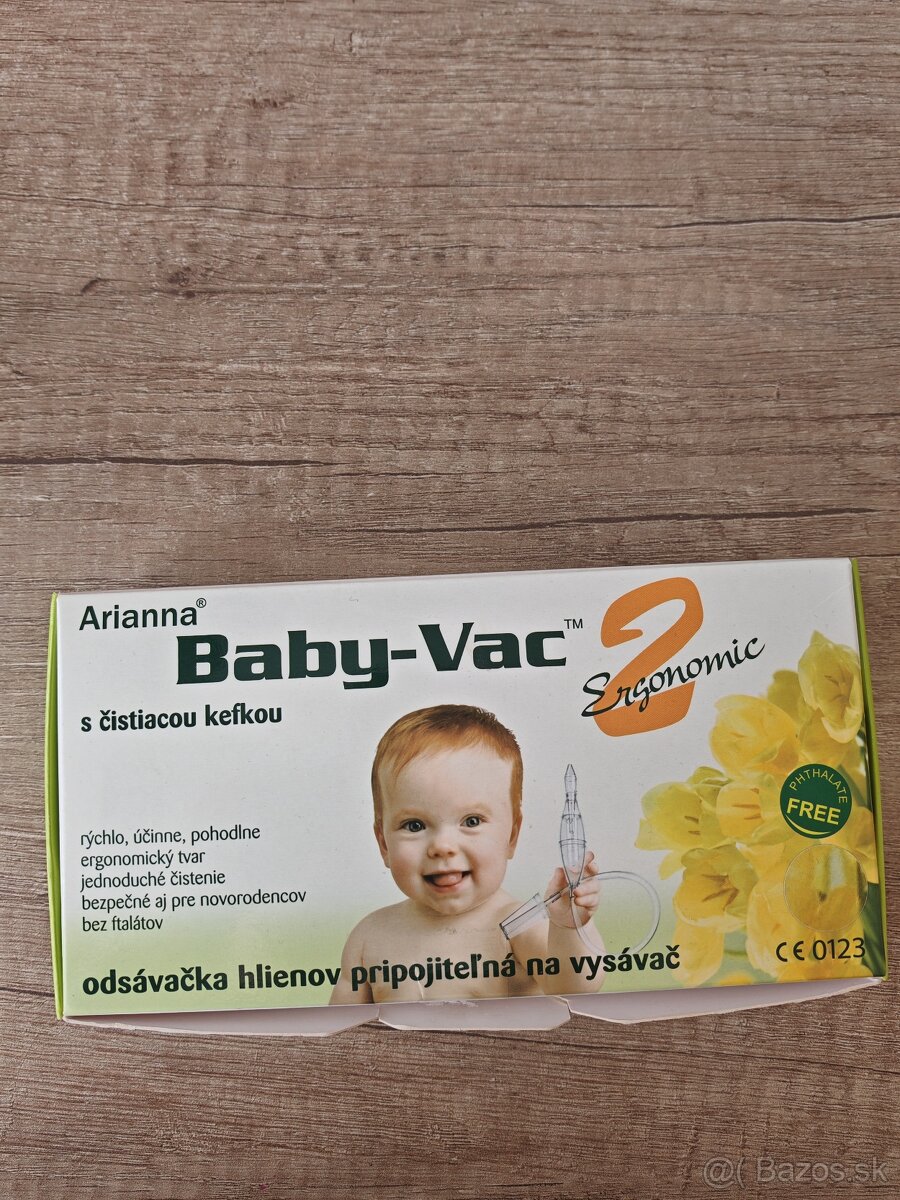 Arianna®
Baby-Vac™ 2
Ergonomic
s čistiacou kefkou
rýchlo, účinne, pohodlne
ergonomický tvar
jednoduché čistenie
bezpečné aj pre novorodencov
bez ftalátov
PHTHALATE
FREE
odsávačka hlienov pripojiteľná na vysávač
CE 0123
@( Bazos.sk